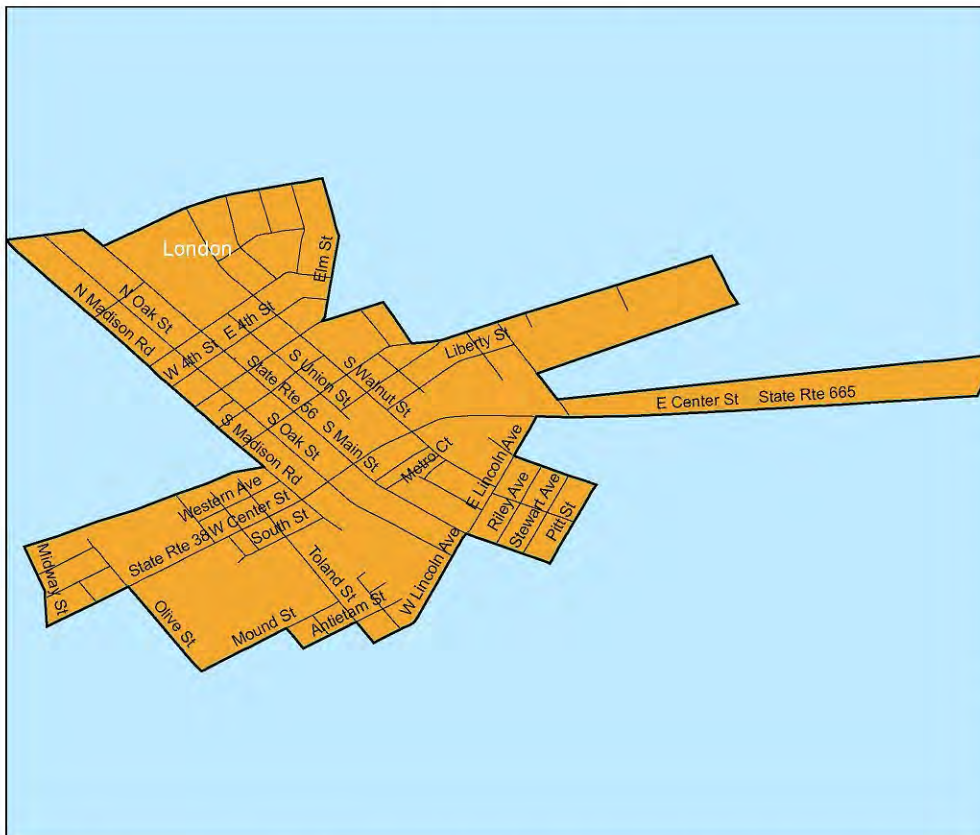 London
Elm St
N Oak St
N Madison Rd
E 4th St
W 4th St
Liberty St
S Union St
S Walnut St
State Rte 56
E Center St State Rte 665
S Oak St
S Main St
S Madison Rd
Metro Ct
E Lincoln Ave
Western Ave
Riley Ave
Stewart Ave
Pitt St
W Center St
South St
State Rte 38
Midway St
Toland St
W Lincoln Ave
Olive St
Mound St
Antietam St